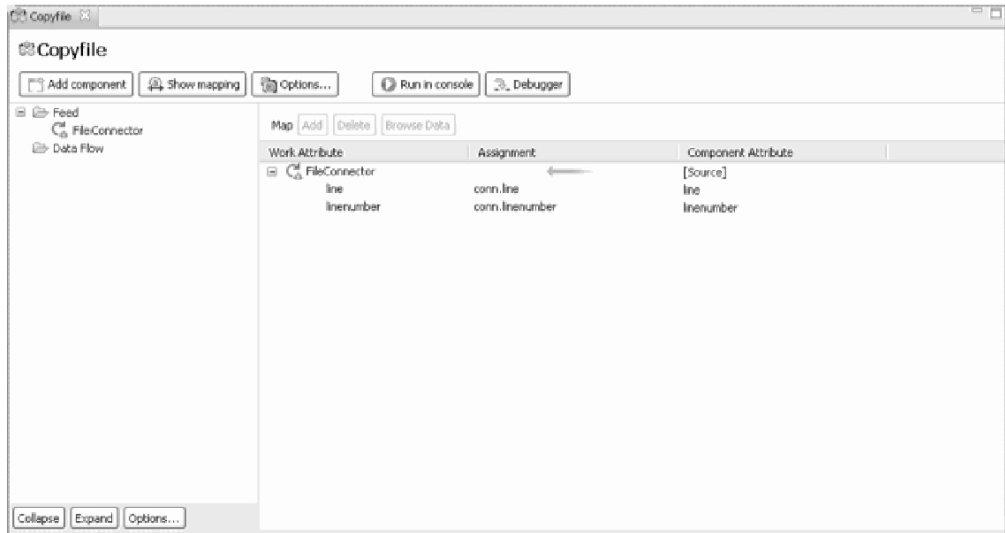 Copyfile
Copyfile
Add component Show mapping Options... Run in console Debugger
Feed
FileConnector
Data Flow
Map Add Delete Browse Data
Work Attribute Assignment Component Attribute
FileConnector [Source]
line conn.line line
linenumber conn.linenumber linenumber
Collapse Expand Options...